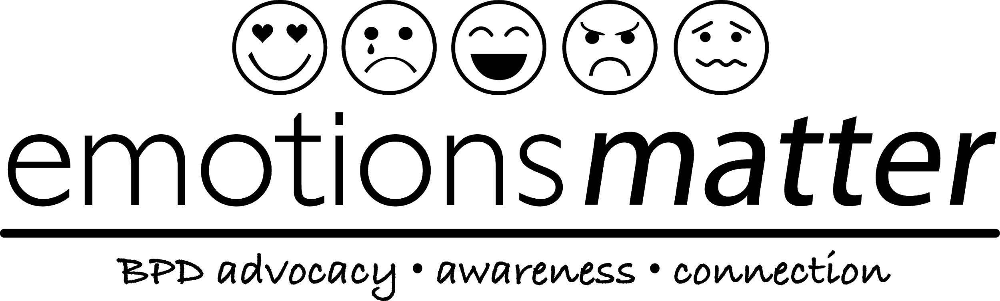 emotionsmatter
BPD advocacy • awareness • connection